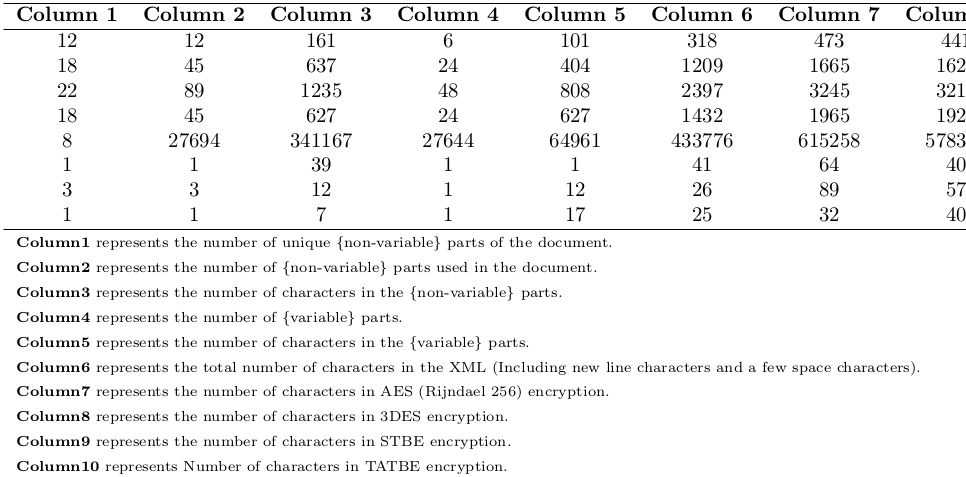 Column 1 Column 2 Column 3 Column 4 Column 5 Column 6 Column 7
12 12 161 6 101 318 473 441
18 45 637 24 404 1209 1665 162
22 89 1235 48 808 2397 3245 321
18 45 627 24 627 1432 1965 192
8 27694 341167 27644 64961 433776 615258 5783
1 1 39 1 1 41 64 40
3 3 12 1 12 26 89 57
1 1 7 1 17 25 32 40
Column1 represents the number of unique {non-variable} parts of the document.
Column2 represents the number of {non-variable} parts used in the document.
Column3 represents the number of characters in the {non-variable} parts.
Column4 represents the number of {variable} parts.
Column5 represents the number of characters in the {variable} parts.
Column6 represents the total number of characters in the XML (Including new line characters and a few space characters).
Column7 represents the number of characters in AES (Rijndael 256) encryption.
Column8 represents the number of characters in 3DES encryption.
Column9 represents the number of characters in STBE encryption.
Column10 represents Number of characters in TATBE encryption.